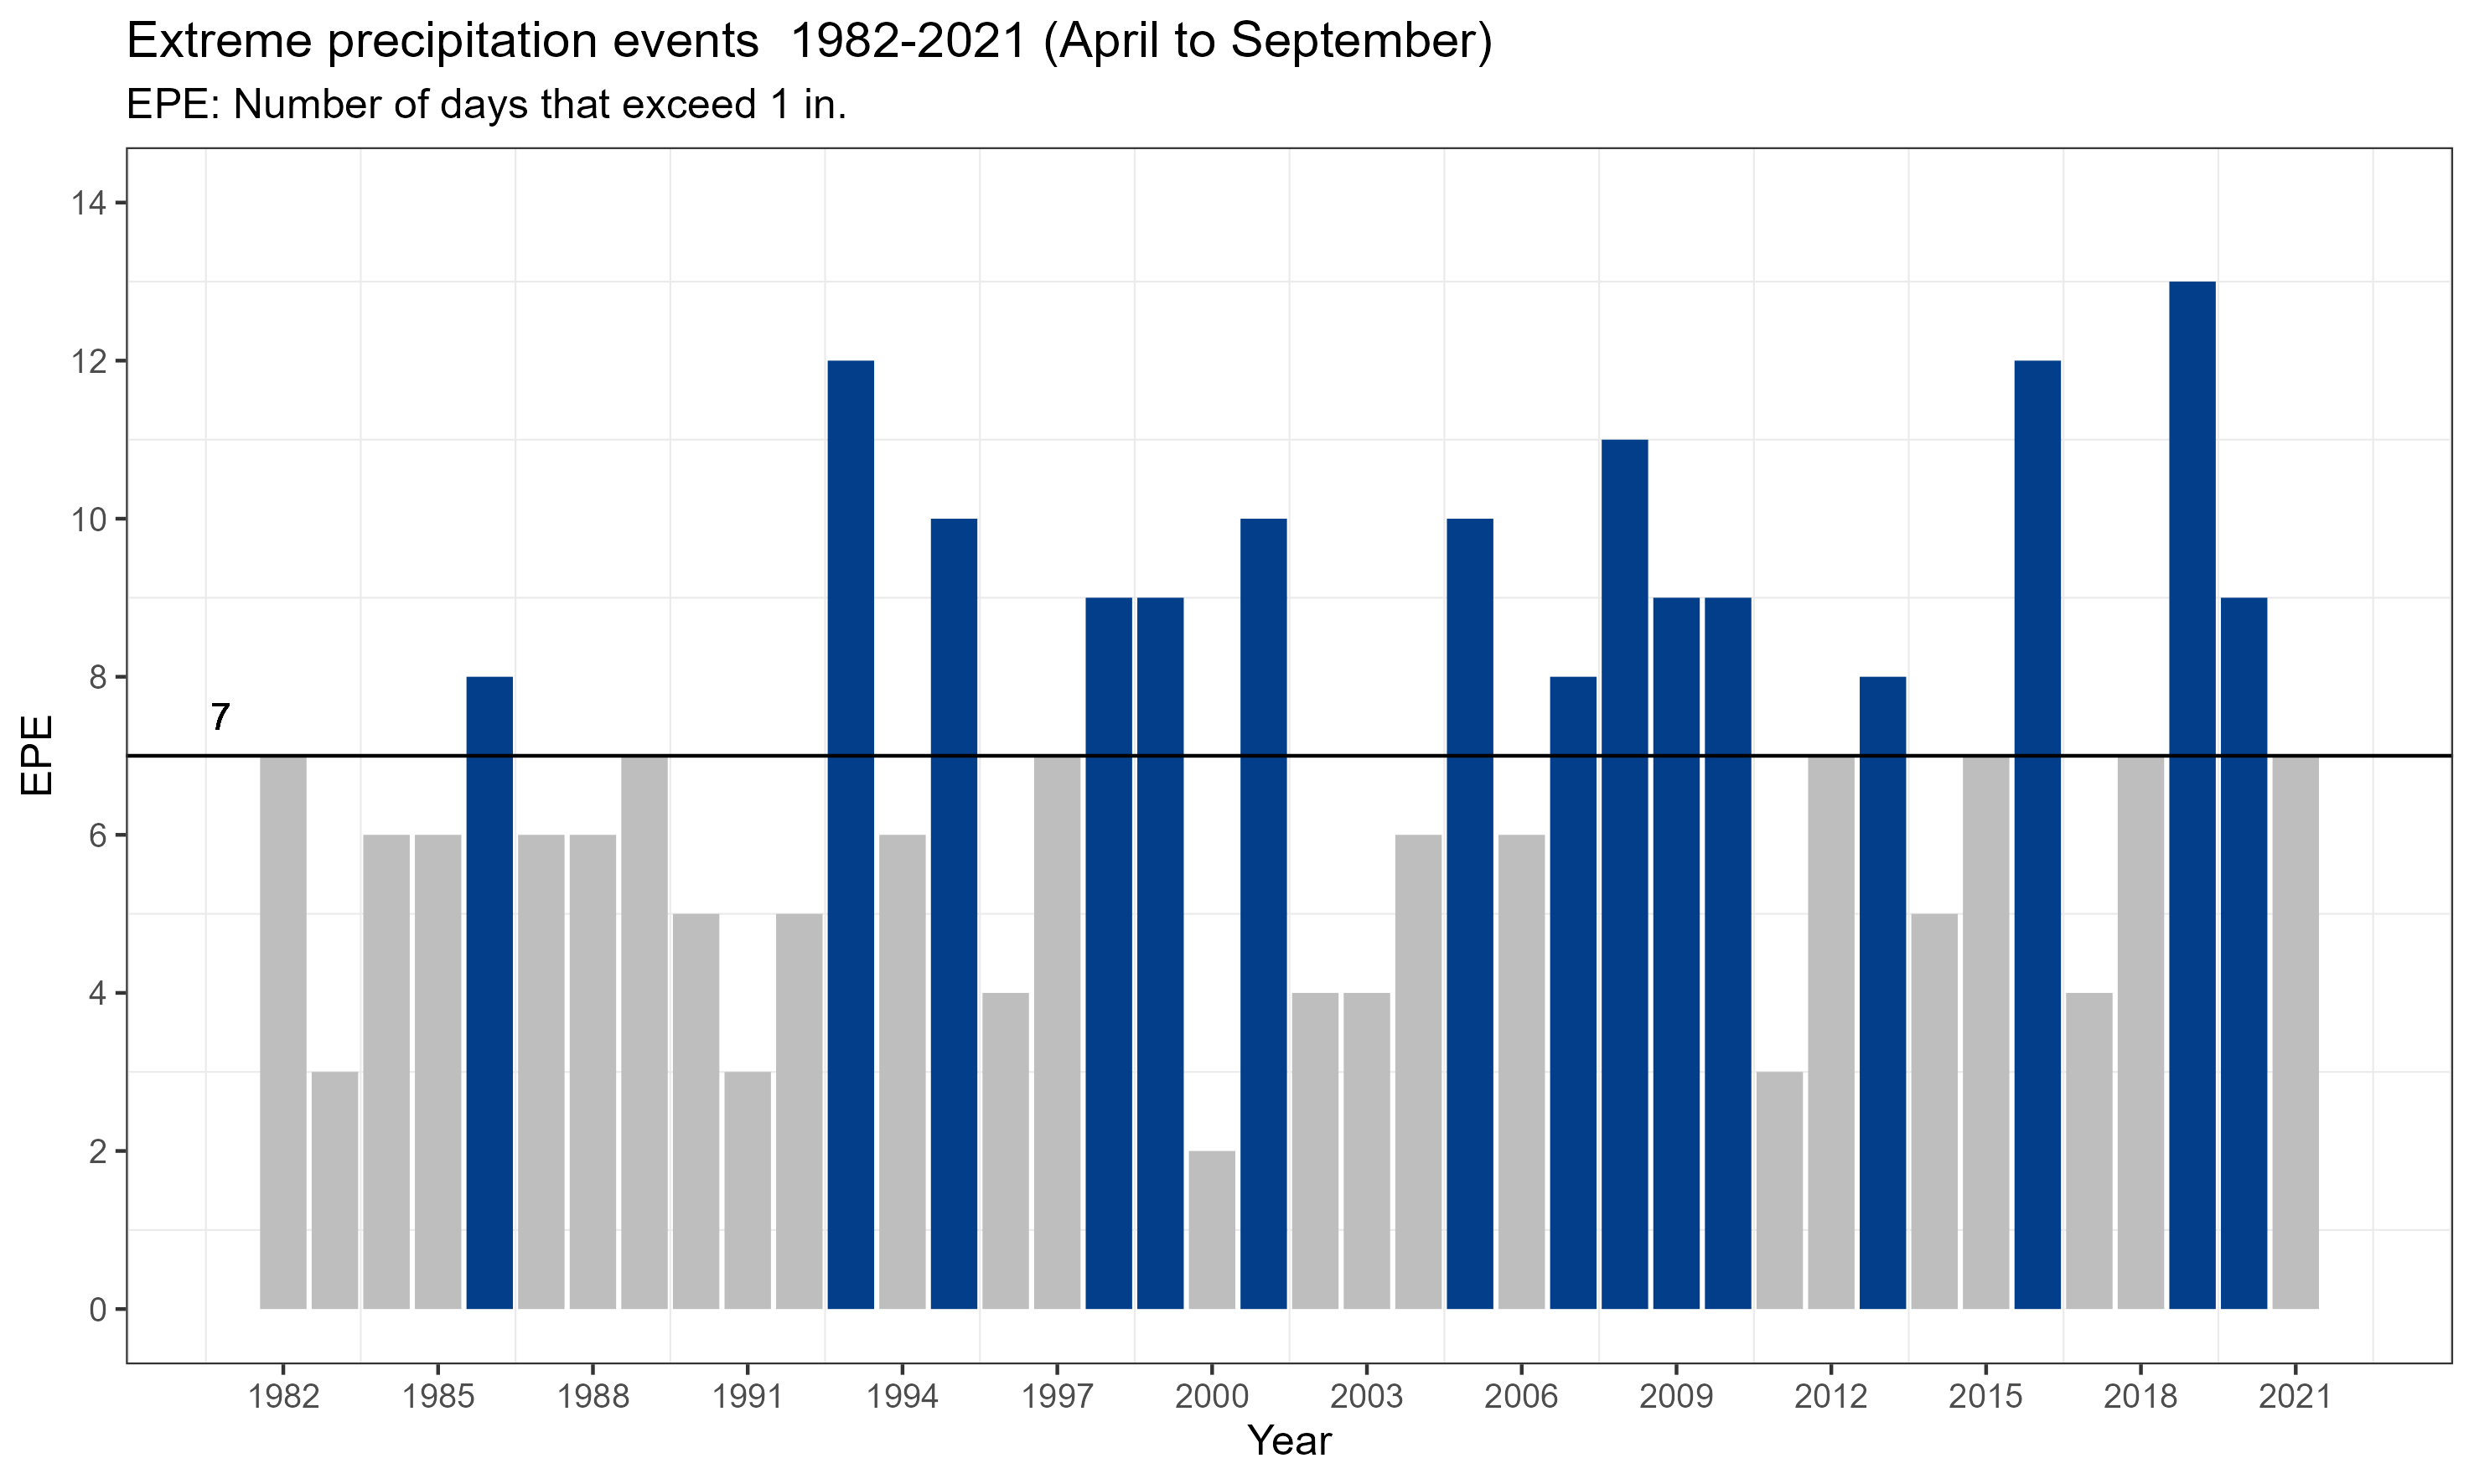 Extreme precipitation events  1982-2021 (April to September)
EPE: Number of days that exceed 1 in.
14
12
10
8
7
6
4
2
0
EPE
1982 1985 1988 1991 1994 1997 2000 2003 2006 2009 2012 2015 2018 2021
Year